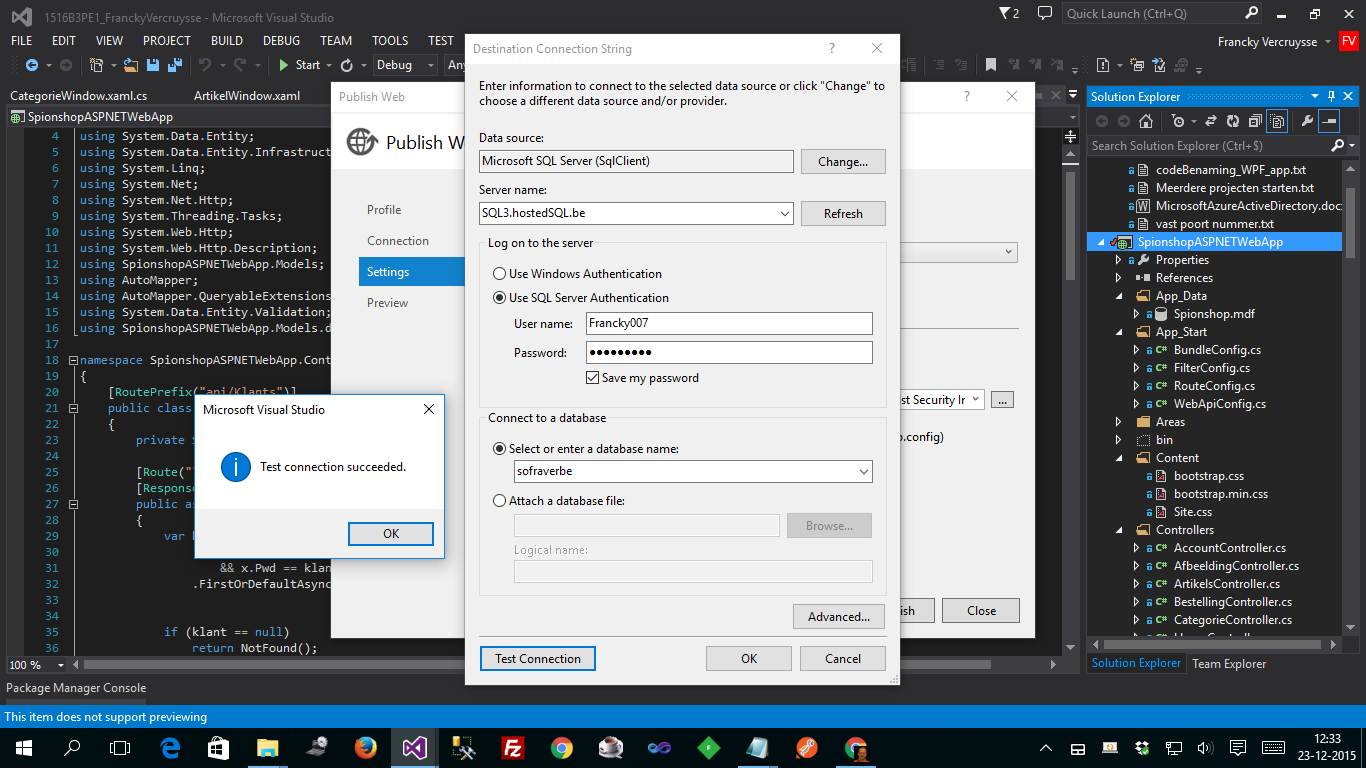 1516B3PE1_FranckyVercruysse - Microsoft Visual Studio
2
Quick Launch (Ctrl+Q)
FILE EDIT VIEW PROJECT BUILD DEBUG TEAM TOOLS TEST
Francky Vercruysse FV
Start Debug
CategorieWindow.xaml.cs ArtikelWindow.xaml
SpionshopASPNETWebApp
4 using System.Data.Entity;
5 using System.Data.Entity.Infrastruct
6 using System.Linq;
7 using System.Net;
8 using System.Net.Http;
9 using System.Threading.Tasks;
10 using System.Web.Http;
11 using System.Web.Http.Description;
12 using SpionshopASPNETWebApp.Models;
13 using AutoMapper;
14 using AutoMapper.QueryableExtensions
15 using System.Data.Entity.Validation;
16 using SpionshopASPNETWebApp.Models.d
17
18 namespace SpionshopASPNETWebApp.Cont
19 {
20 [RoutePrefix("api/Klants")]
21 public class
22 {
23 private
24
25 [Route("
26 [Respons
27 public as
28 {
29 var
30
31 && x.Pwd == klan
32 .FirstOrDefaultAsync
33
34
35 if (klant == null)
36 return NotFound();
100 %
Package Manager Console
This item does not support previewing
Publish Web
?
Publish W
Profile
Connection
Settings
Preview
est Security Ir
...
.config)
ish
Close
Destination Connection String
?
Enter information to connect to the selected data source or click "Change" to
choose a different data source and/or provider.
Data source:
Microsoft SQL Server (SqlClient)
Change...
Server name:
SQL3.hostedSQL.be
Refresh
Log on to the server
Use Windows Authentication
Use SQL Server Authentication
User name: Francky007
Password: ●●●●●●●●●
Save my password
Connect to a database
Select or enter a database name:
sofraverbe
Attach a database file:
Browse...
Logical name:
Advanced...
Test Connection OK Cancel
Microsoft Visual Studio
Test connection succeeded.
OK
Solution Explorer
Search Solution Explorer (Ctrl+$)
codeBenaming_WPF_app.txt
Meerdere projecten starten.txt
MicrosoftAzureActiveDirectory.doc
vast poort nummer.txt
SpionshopASPNETWebApp
Properties
References
App_Data
Spionshop.mdf
App_Start
BundleConfig.cs
FilterConfig.cs
RouteConfig.cs
WebApiConfig.cs
Areas
bin
Content
bootstrap.css
bootstrap.min.css
Site.css
Controllers
AccountController.cs
AfbeeldingController.cs
ArtikelsController.cs
BestellingController.cs
CategorieController.cs
Solution Explorer Team Explorer
12:33
23-12-2015